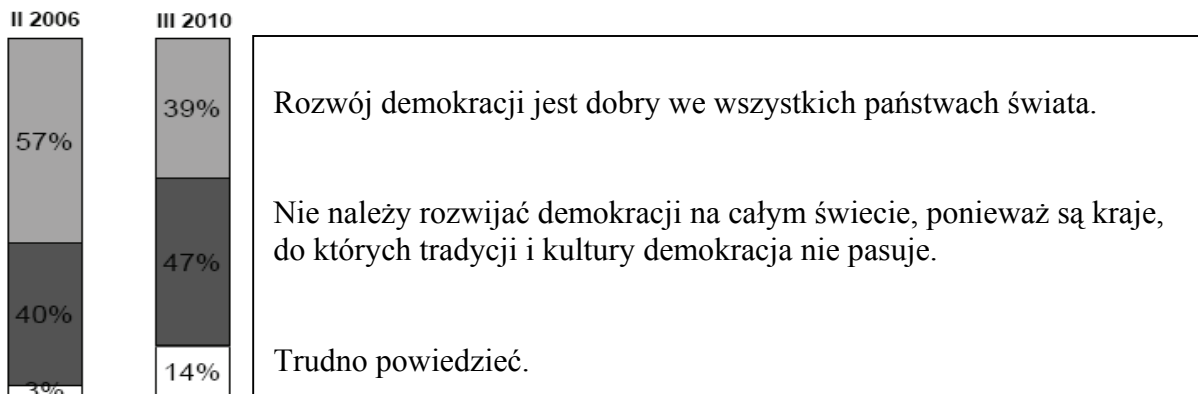 II 2006
III 2010
57%
40%
3%
39%
47%
14%
Rozwój demokracji jest dobry we wszystkich państwach świata.
Nie należy rozwijać demokracji na całym świecie, ponieważ są kraje,
do których tradycji i kultury demokracja nie pasuje.
Trudno powiedzieć.